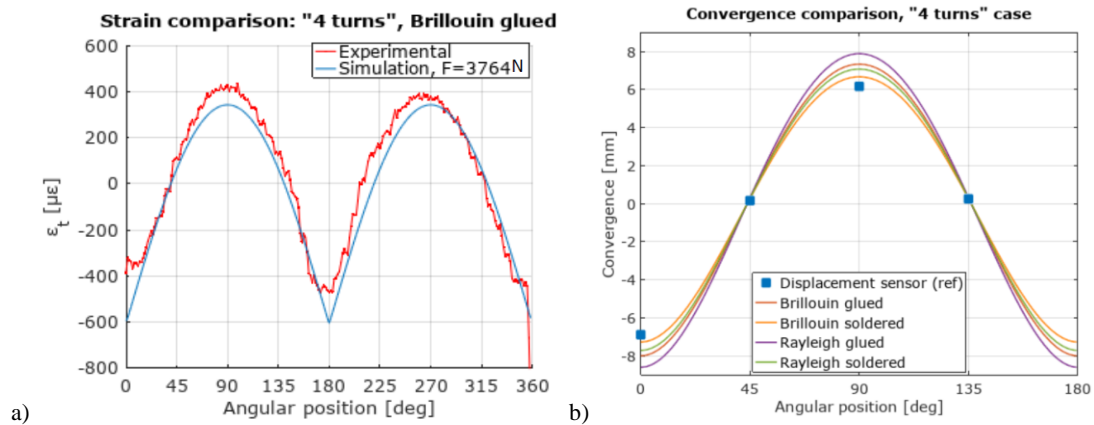 Strain comparison: "4 turns", Brillouin glued
600
400
200
0
-200
-400
-600
-800
ε_t [µε]
Experimental
Simulation, F=3764N
0 45 90 135 180 225 270 315 360
Angular position [deg]
a)
Convergence comparison, "4 turns" case
8
6
4
2
0
-2
-4
-6
-8
Convergence [mm]
Displacement sensor (ref)
Brillouin glued
Brillouin soldered
Rayleigh glued
Rayleigh soldered
0 45 90 135 180
Angular position [deg]
b)